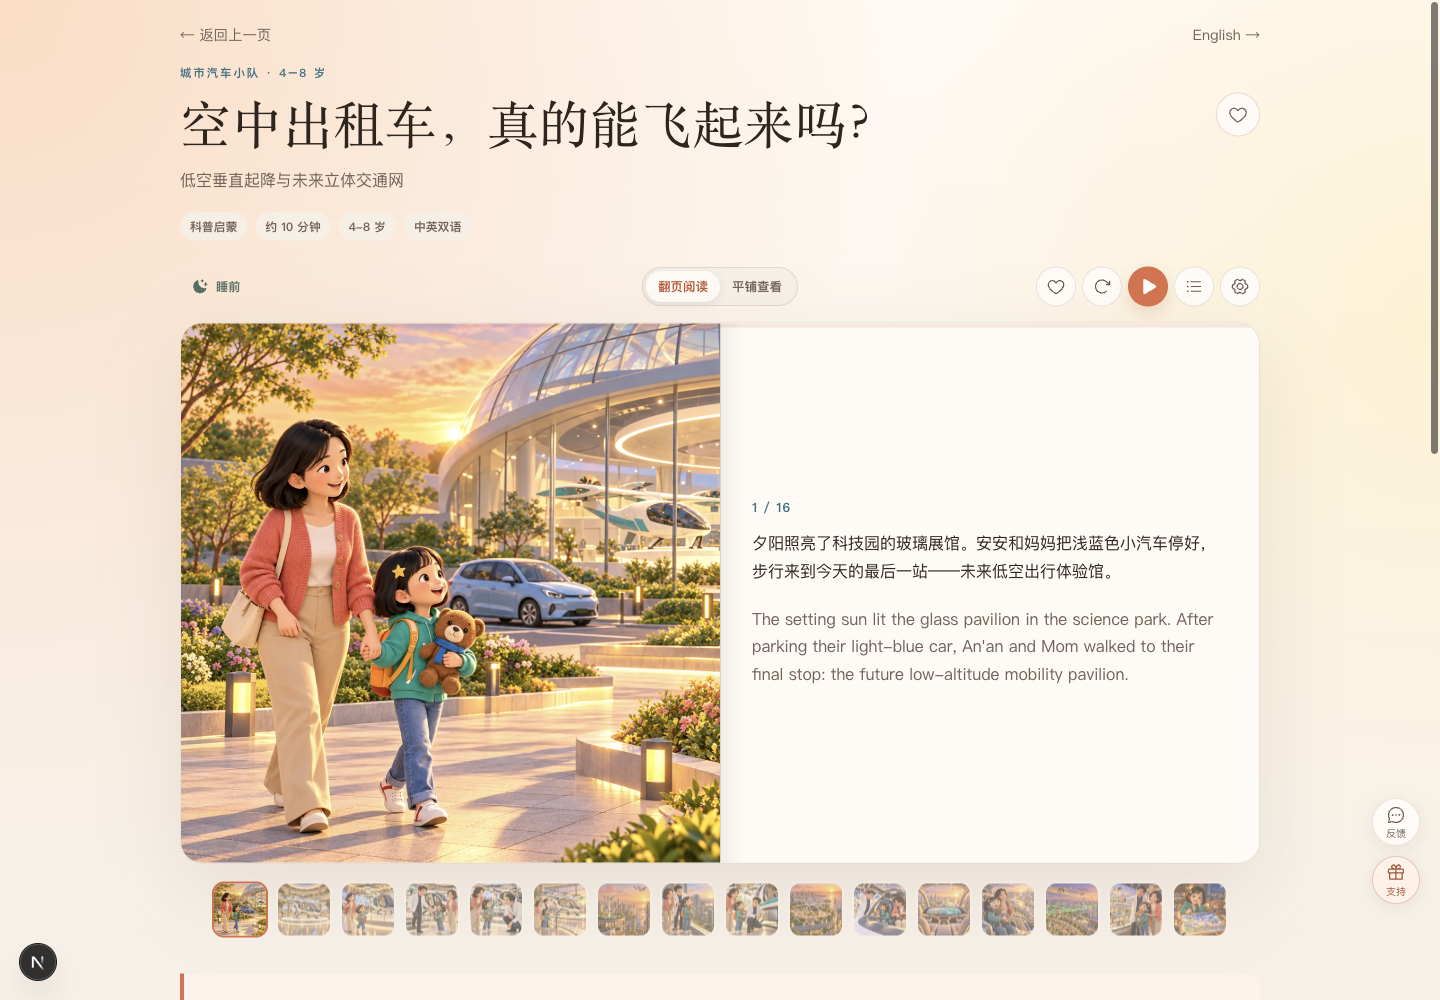 ← 返回上一页
English →
城市汽车小队 · 4–8 岁
空中出租车，真的能飞起来吗？
低空垂直起降与未来立体交通网
科普启蒙
约 10 分钟
4–8 岁
中英双语
睡前
翻页阅读
平铺查看
1 / 16
夕阳照亮了科技园的玻璃展馆。安安和妈妈把浅蓝色小汽车停好，
步行来到今天的最后一站——未来低空出行体验馆。
The setting sun lit the glass pavilion in the science park. After
parking their light-blue car, An'an and Mom walked to their
final stop: the future low-altitude mobility pavilion.
反馈
支持
N